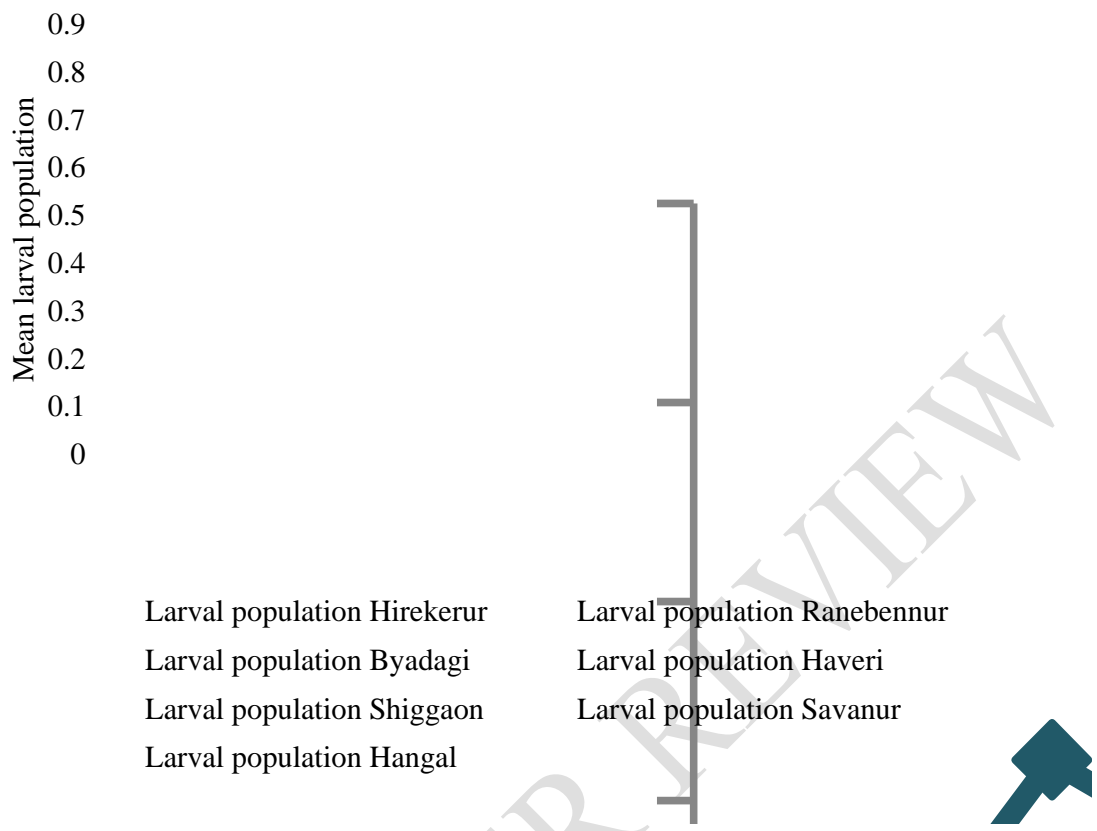 0.9
0.8
0.7
0.6
0.5
0.4
0.3
0.2
0.1
0
Mean larval population
Larval population Hirekerur Larval population Ranebennur
Larval population Byadagi Larval population Haveri
Larval population Shiggaon Larval population Savanur
Larval population Hangal
R REVIEW